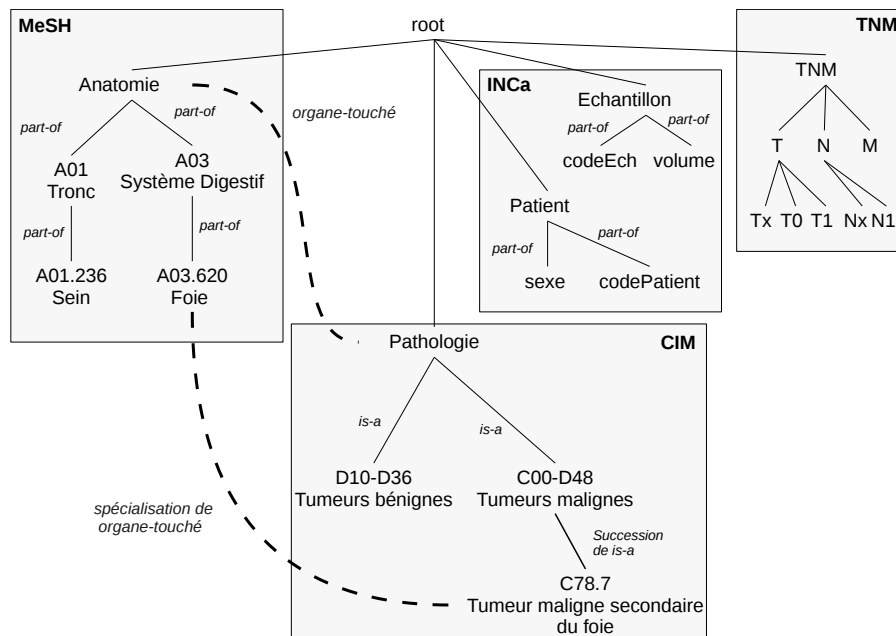 MeSH
root
TNM
Anatomie
organe-touché
part-of
part-of
A01
Tronc
A03
Système Digestif
part-of
part-of
A01.236
Sein
A03.620
Foie
INCa
Echantillon
part-of
part-of
codeEch
volume
Patient
part-of
part-of
sexe
codePatient
TNM
T
N
M
Tx
T0
T1
Nx
N1
Pathologie
CIM
is-a
is-a
D10-D36
Tumeurs bénignes
C00-D48
Tumeurs malignes
spécialisation de
organe-touché
Succession
de is-a
C78.7
Tumeur maligne secondaire
du foie